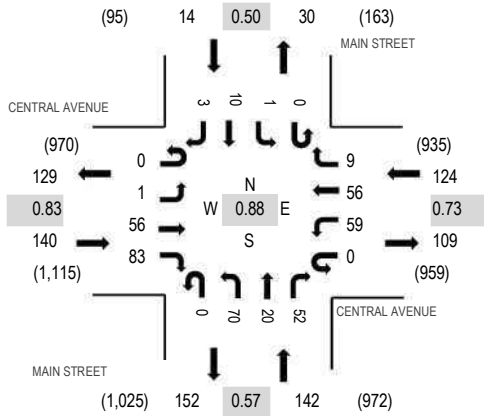 (95) 14 0.50 30 (163)
MAIN STREET
3 10 1 0
CENTRAL AVENUE
(970) 0 9 (935)
129 1 N 56 124
0.83 56 W 0.88 E 59 0.73
140 83 S 0 109
(1,115) (959)
0 70 20 52
CENTRAL AVENUE
MAIN STREET
(1,025) 152 0.57 142 (972)